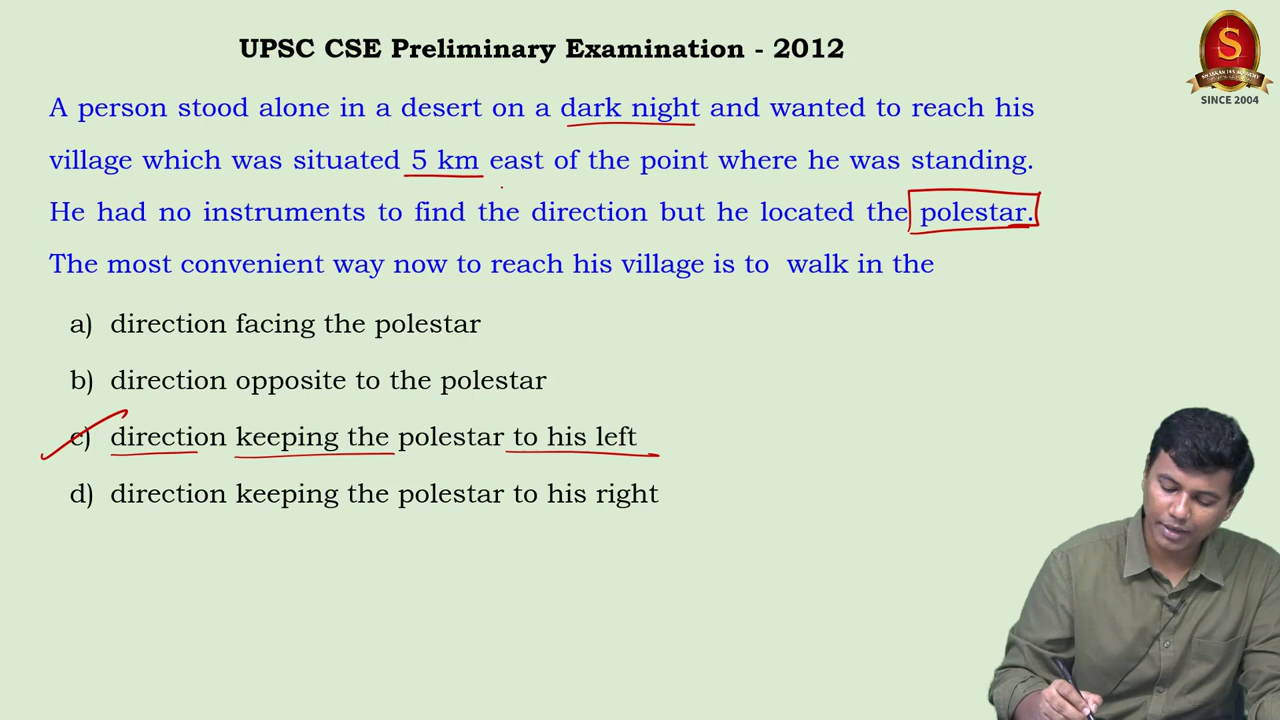 UPSC CSE Preliminary Examination - 2012
A person stood alone in a desert on a dark night and wanted to reach his
village which was situated 5 km east of the point where he was standing.
He had no instruments to find the direction but he located the polestar.
The most convenient way now to reach his village is to walk in the
a) direction facing the polestar
b) direction opposite to the polestar
c) direction keeping the polestar to his left
d) direction keeping the polestar to his right
S
SINCE 2004